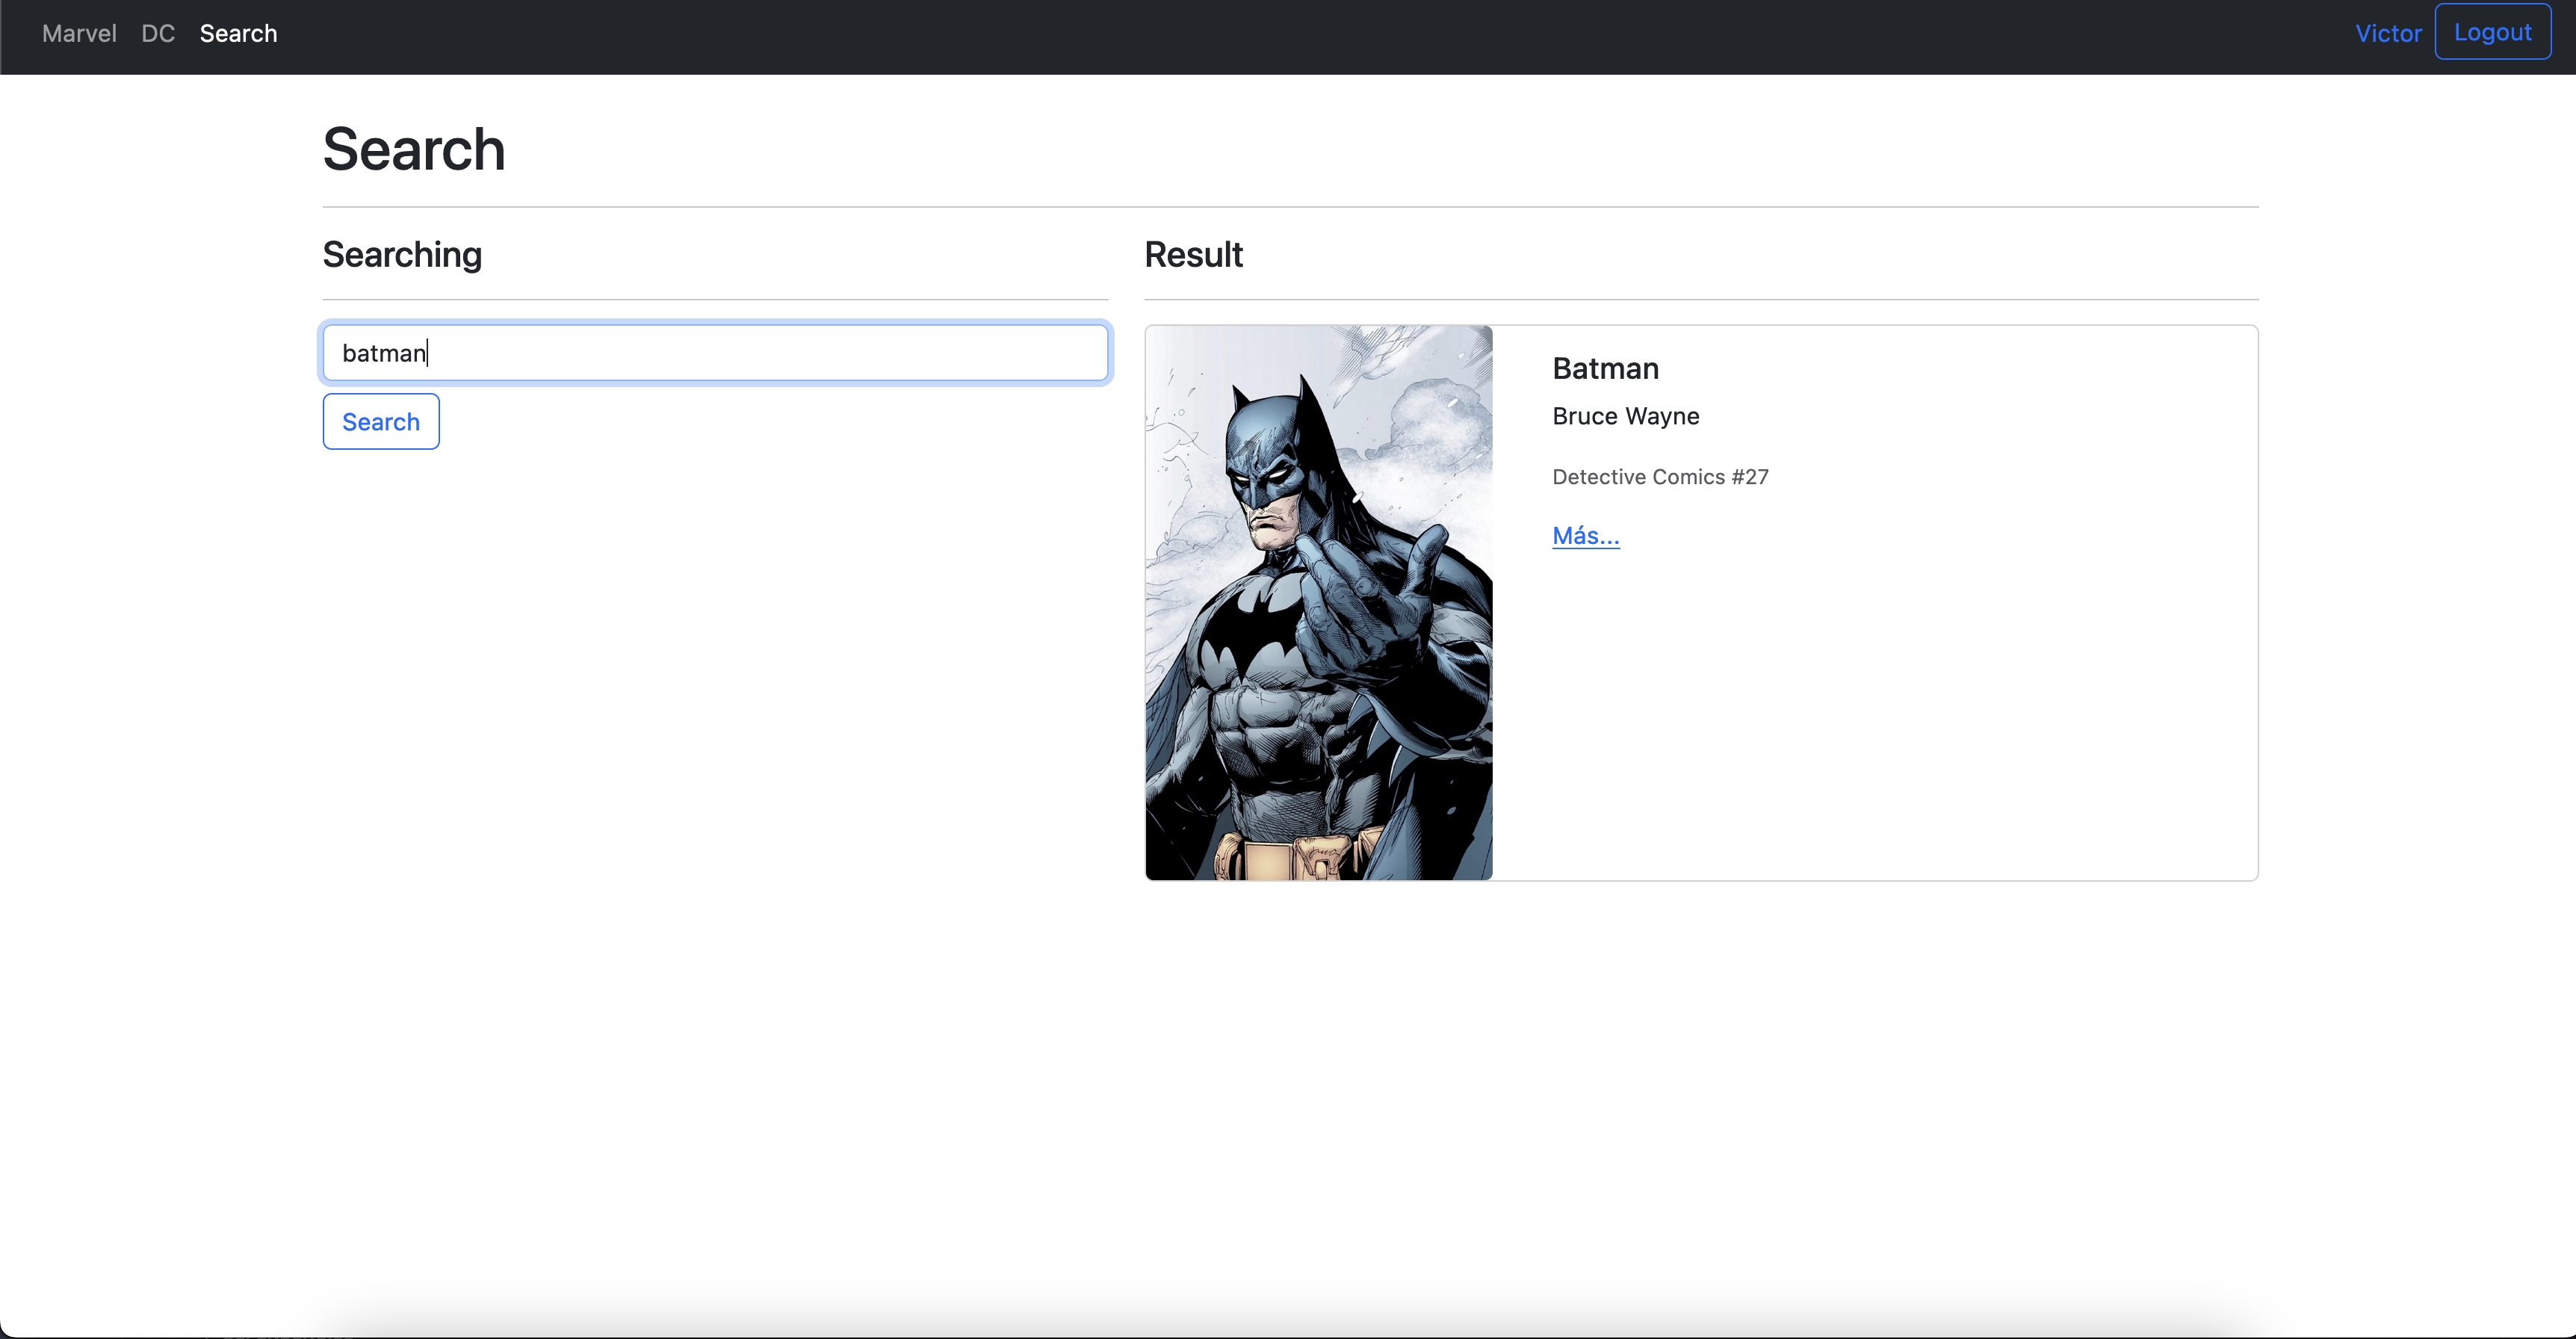 Marvel DC Search Victor Logout
Search
Searching
Result
batman
Search
Batman
Bruce Wayne
Detective Comics #27
Más...